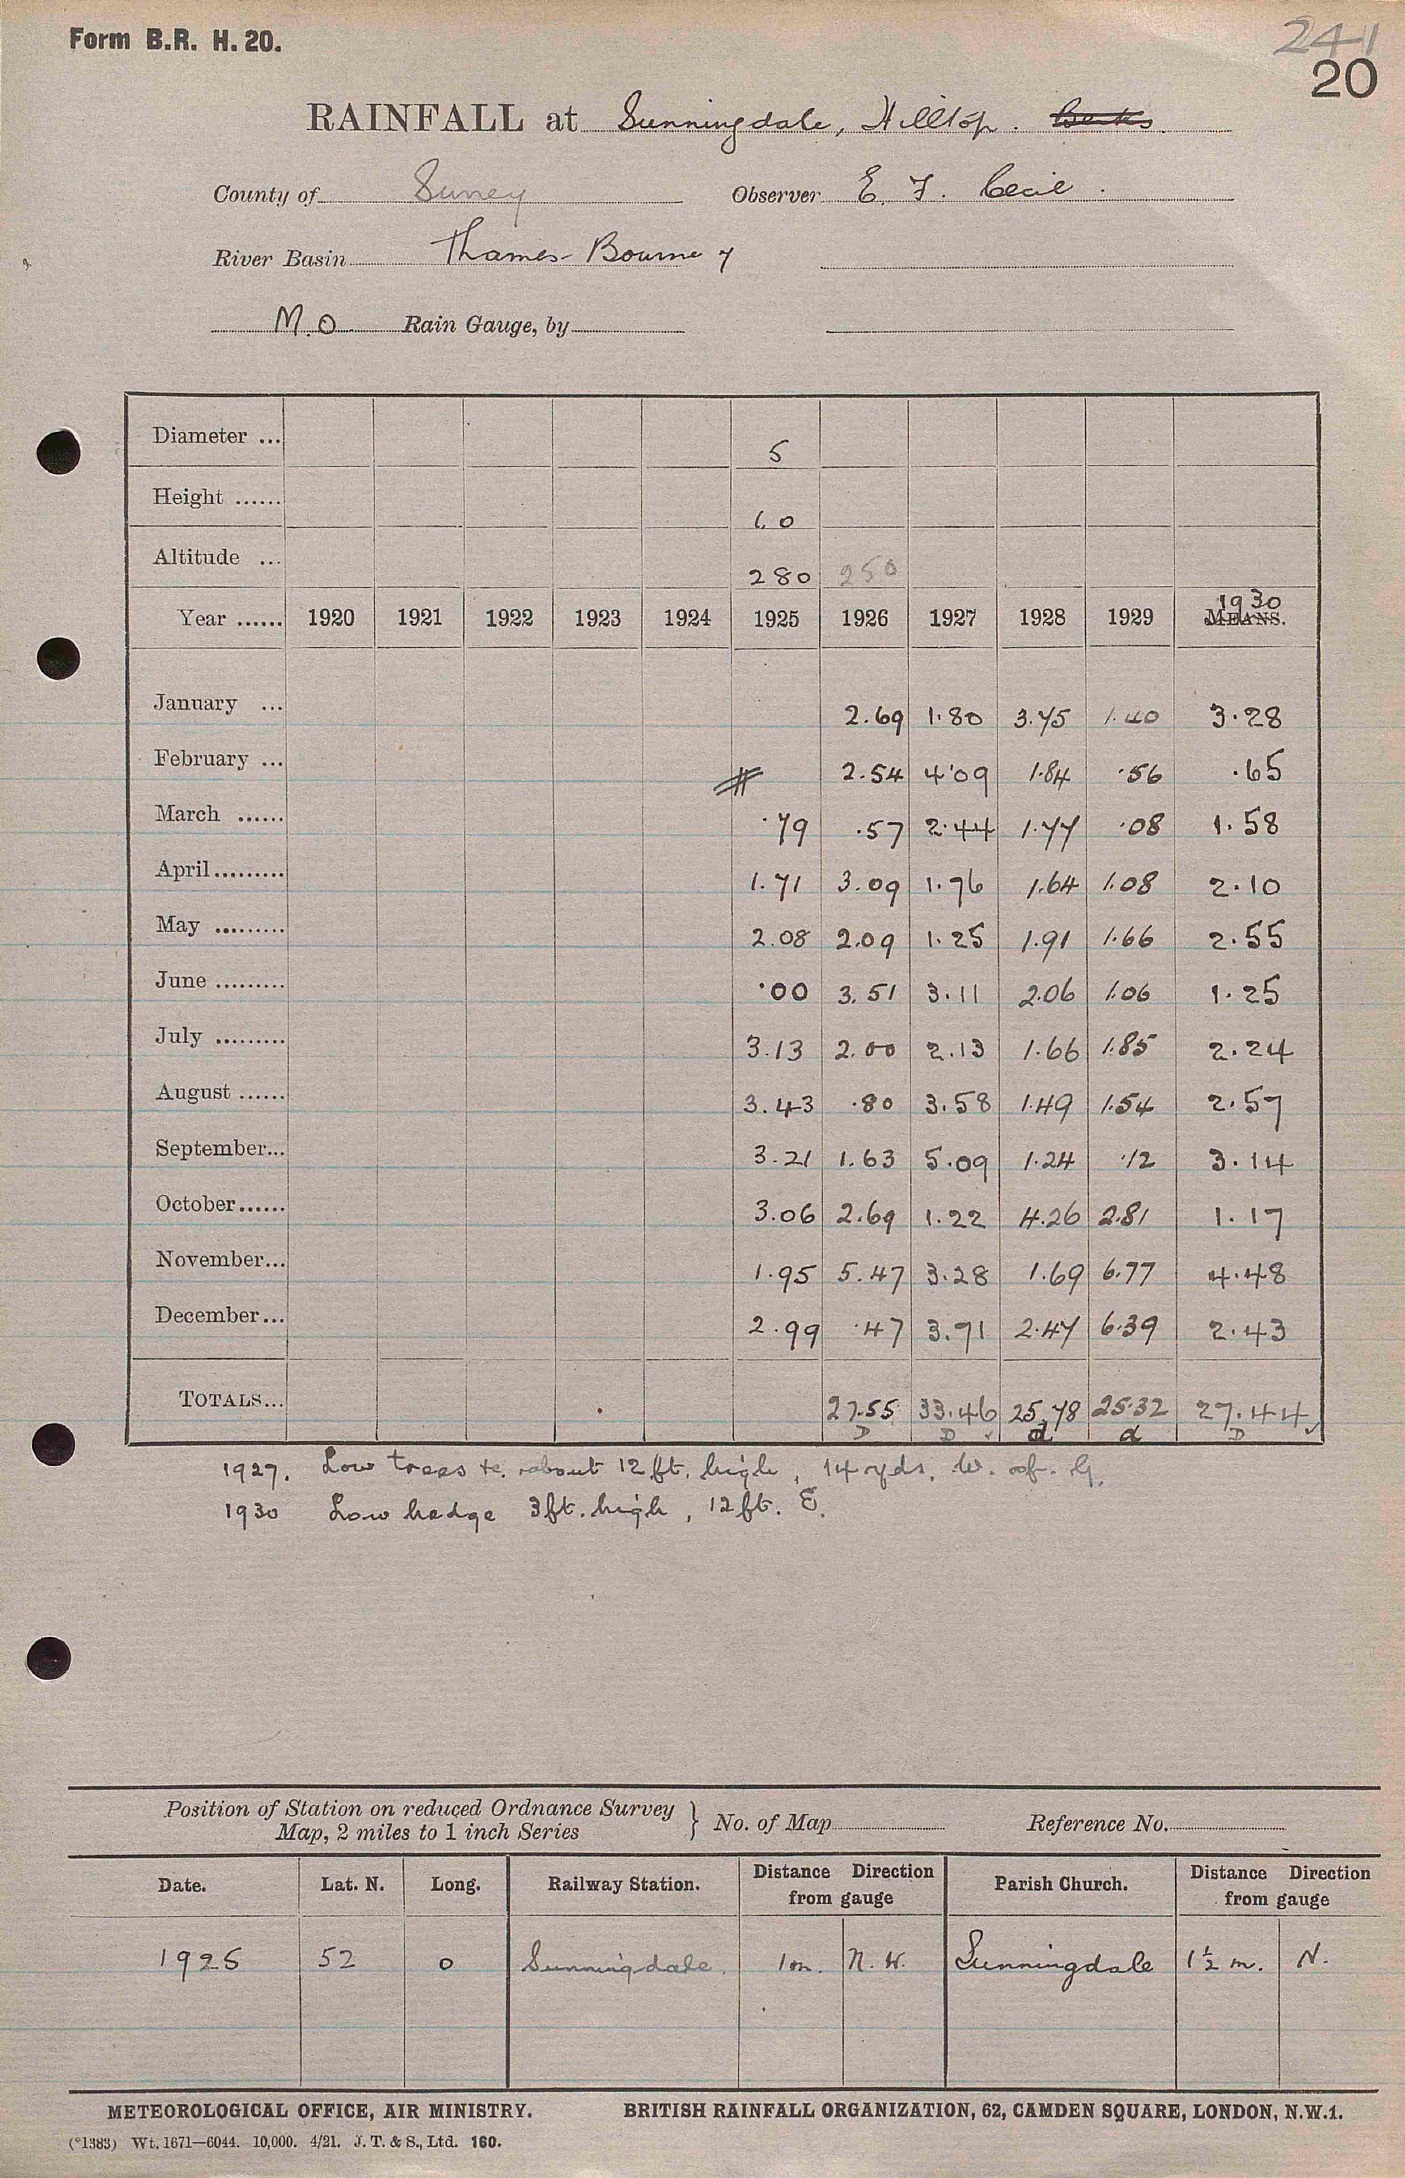 Form B.R. H. 20.
241
20
RAINFALL at Sunningdale, Hilltop. Berks
County of Surrey Observer E. F. Cecil.
River Basin Thames-Bourne
M.O Rain Gauge, by
Diameter ... 5
Height ...... 1.0
Altitude ... 280 250
Year ...... 1920 1921 1922 1923 1924 1925 1926 1927 1928 1929 MEANS. 1930
January ... 2.69 1.80 3.75 1.40 3.28
February ... 2.54 4.09 1.84 .56 .65
March ...... .79 .57 2.44 1.77 .08 1.58
April......... 1.71 3.09 1.76 1.64 1.08 2.10
May ......... 2.08 2.09 1.25 1.91 1.66 2.55
June ......... .00 3.51 3.11 2.06 1.06 1.25
July ......... 3.13 2.00 2.13 1.66 1.85 2.24
August ...... 3.43 .80 3.58 1.49 1.54 2.57
September... 3.21 1.63 5.09 1.24 .12 3.14
October...... 3.06 2.69 1.22 4.26 2.81 1.17
November... 1.95 5.47 3.28 1.69 6.77 4.48
December... 2.99 .47 3.71 2.47 6.39 2.43
TOTALS... 27.55 33.46 25.78 25.32 27.44
D D d d D
1927. Low trees &c. about 12 ft. high, 14 yds. W. of G.
1930 Low hedge 3ft. high, 12ft. E.
Position of Station on reduced Ordnance Survey Map, 2 miles to 1 inch Series } No. of Map Reference No.
Date. Lat. N. Long. Railway Station. Distance Direction from gauge Parish Church. Distance Direction from gauge
1925 52 0 Sunningdale. 1m. N.W. Sunningdale 1½ m. N.
METEOROLOGICAL OFFICE, AIR MINISTRY. BRITISH RAINFALL ORGANIZATION, 62, CAMDEN SQUARE, LONDON, N.W.1.
(*1383) Wt. 1671—6044. 10,000. 4/21. J. T. & S., Ltd. 160.